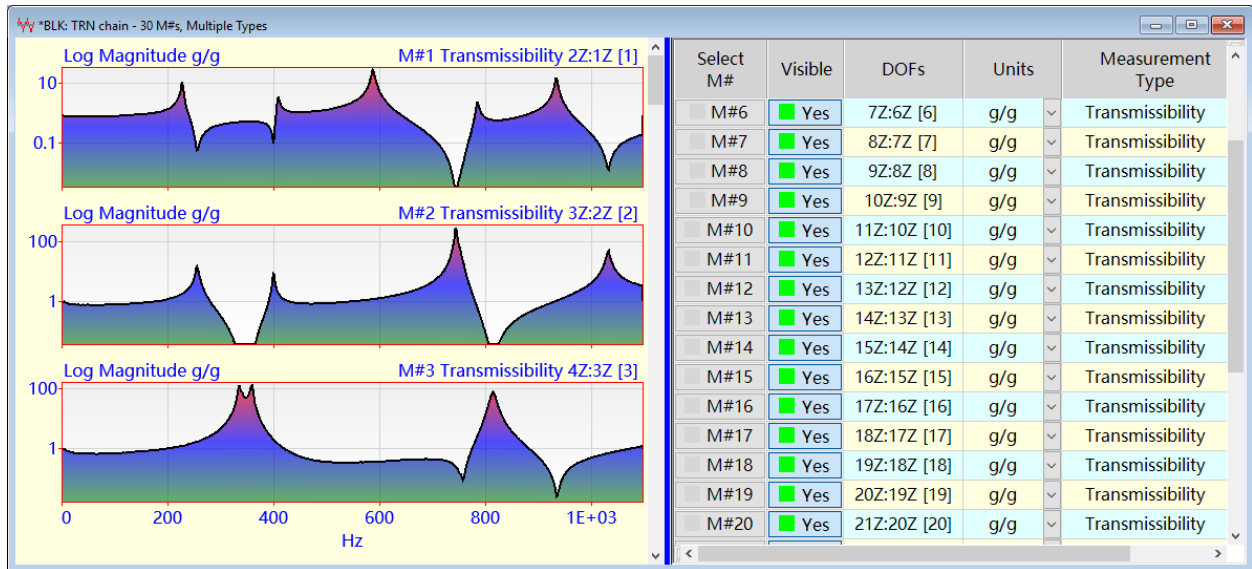 *BLK: TRN chain - 30 M#s, Multiple Types
Log Magnitude g/g M#1 Transmissibility 2Z:1Z [1]
10
0.1
Log Magnitude g/g M#2 Transmissibility 3Z:2Z [2]
100
1
Log Magnitude g/g M#3 Transmissibility 4Z:3Z [3]
100
1
0 200 400 600 800 1E+03
Hz
Select M# Visible DOFs Units Measurement Type
M#6 Yes 7Z:6Z [6] g/g Transmissibility
M#7 Yes 8Z:7Z [7] g/g Transmissibility
M#8 Yes 9Z:8Z [8] g/g Transmissibility
M#9 Yes 10Z:9Z [9] g/g Transmissibility
M#10 Yes 11Z:10Z [10] g/g Transmissibility
M#11 Yes 12Z:11Z [11] g/g Transmissibility
M#12 Yes 13Z:12Z [12] g/g Transmissibility
M#13 Yes 14Z:13Z [13] g/g Transmissibility
M#14 Yes 15Z:14Z [14] g/g Transmissibility
M#15 Yes 16Z:15Z [15] g/g Transmissibility
M#16 Yes 17Z:16Z [16] g/g Transmissibility
M#17 Yes 18Z:17Z [17] g/g Transmissibility
M#18 Yes 19Z:18Z [18] g/g Transmissibility
M#19 Yes 20Z:19Z [19] g/g Transmissibility
M#20 Yes 21Z:20Z [20] g/g Transmissibility